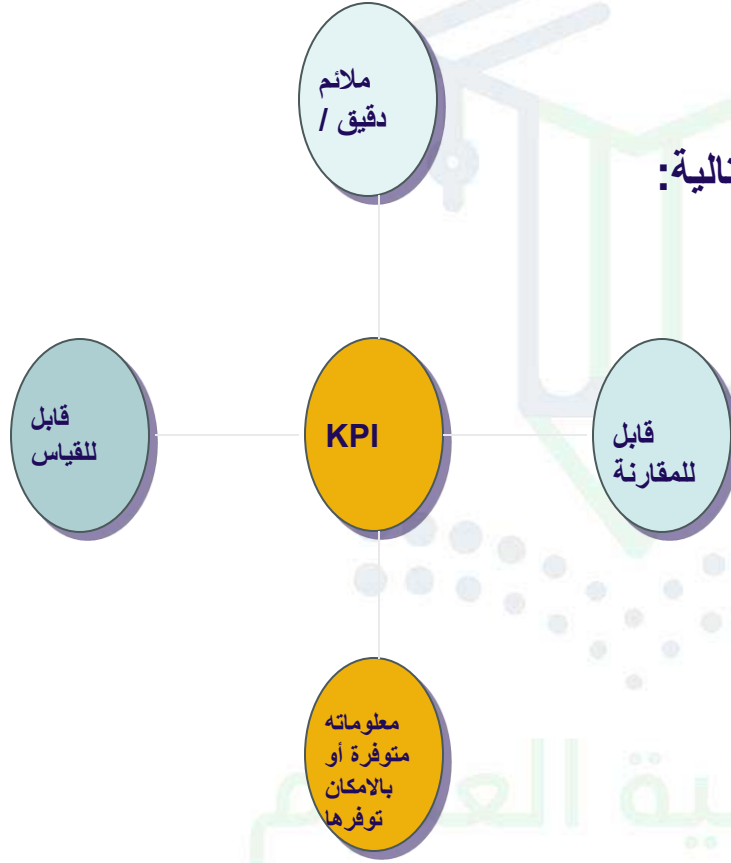 ملائم
دقيق /
تالية:
قابل
للمقارنة
KPI
قابل
للقياس
معلوماته
متوفرة أو
بالامكان
توفرها